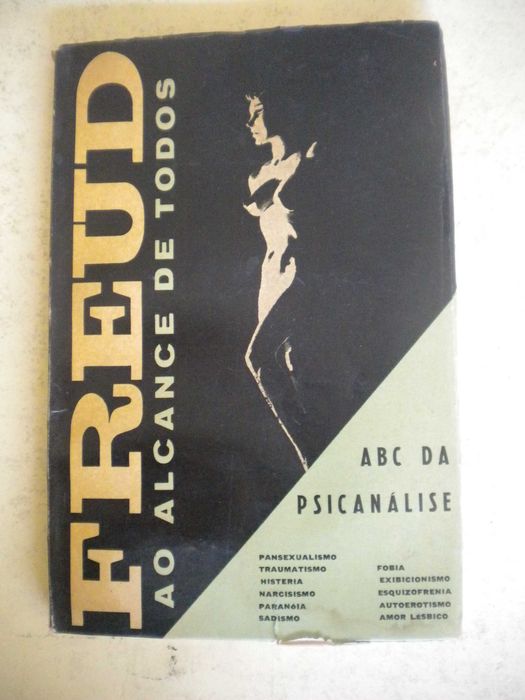 FREUD
AO ALCANCE DE TODOS
ABC DA
PSICANÁLISE
PANSEXUALISMO
TRAUMATISMO
HISTERIA
NARCISISMO
PARANóIA
SADISMO
FOBIA
EXIBICIONISMO
ESQUIZOFRENIA
AUTOEROTISMO
AMOR LéSBICO